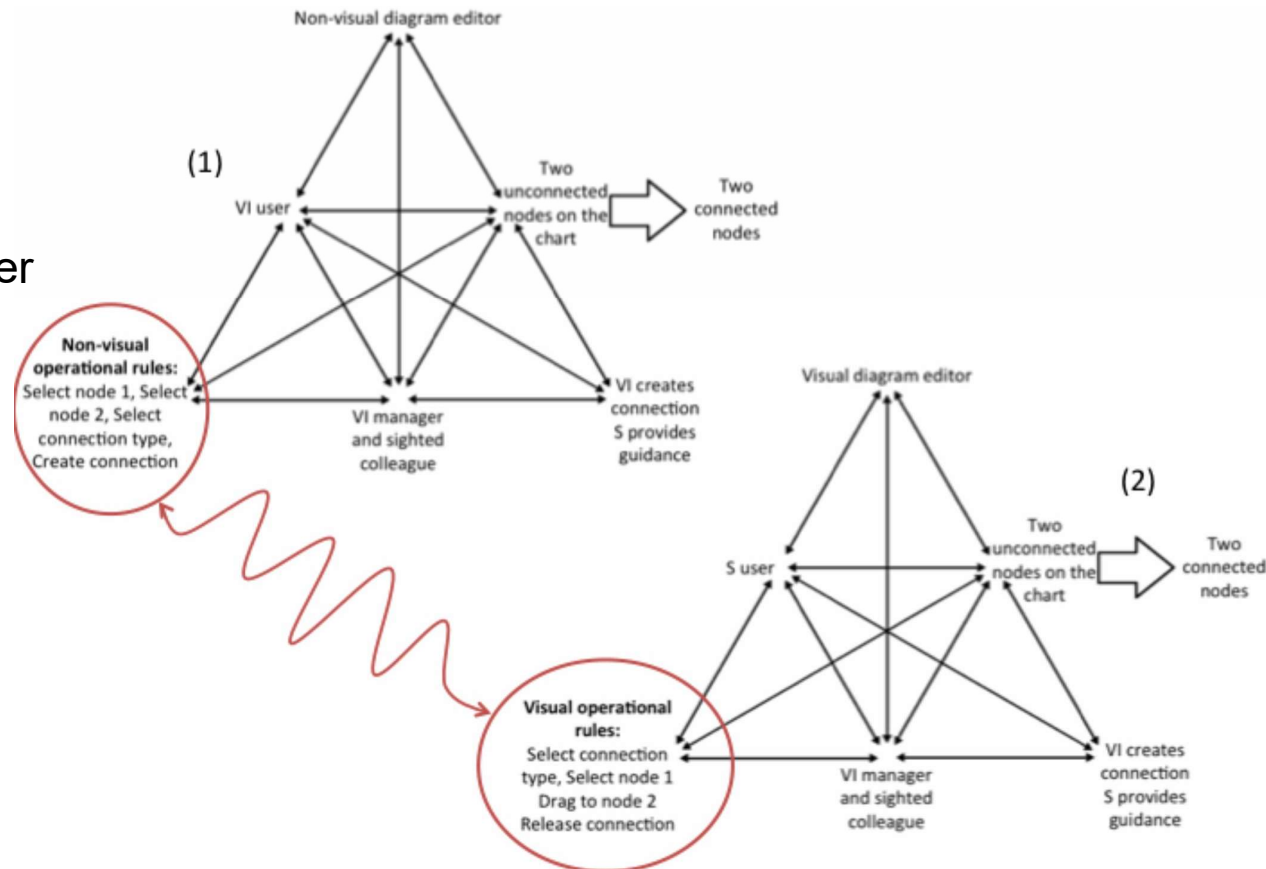 Non-visual diagram editor
(1)
Two
unconnected
nodes on the
chart
Two
connected
nodes
VI user
er
Non-visual
operational rules:
Select node 1, Select
node 2, Select
connection type,
Create connection
VI manager
and sighted
colleague
VI creates
connection
S provides
guidance
Visual diagram editor
(2)
Two
unconnected
nodes on the
chart
Two
connected
nodes
S user
Visual operational
rules:
Select connection
type, Select node 1
Drag to node 2
Release connection
VI manager
and sighted
colleague
VI creates
connection
S provides
guidance